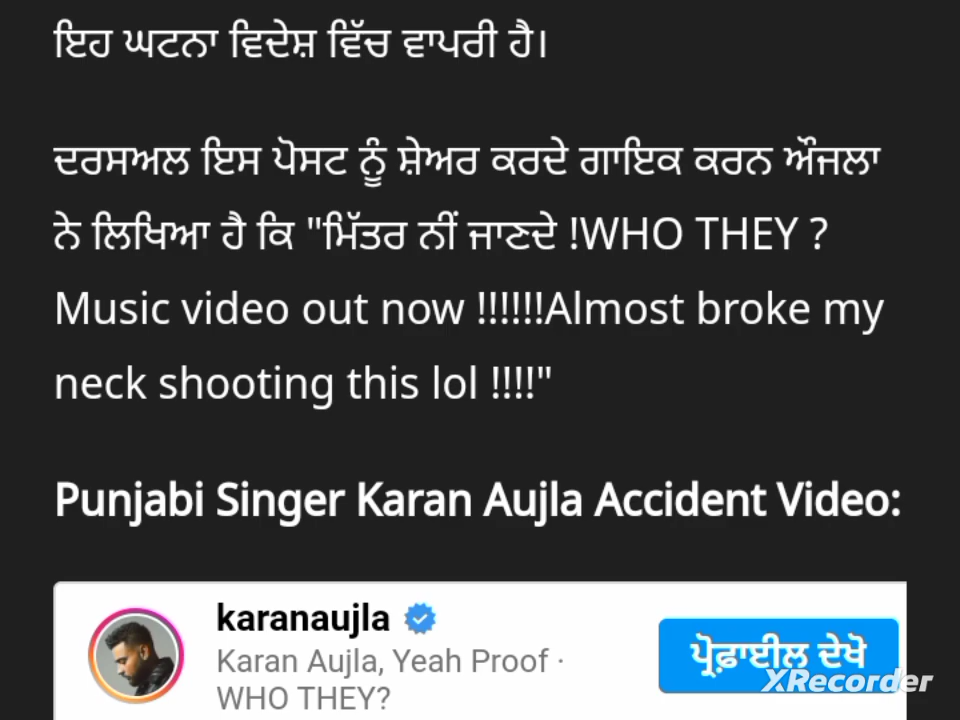 ਇਹ ਘਟਨਾ ਵਿਦੇਸ਼ ਵਿੱਚ ਵਾਪਰੀ ਹੈ।
ਦਰਸਅਲ ਇਸ ਪੋਸਟ ਨੂੰ ਸ਼ੇਅਰ ਕਰਦੇ ਗਾਇਕ ਕਰਨ ਔਜਲਾ
ਨੇ ਲਿਖਿਆ ਹੈ ਕਿ "ਮਿੱਤਰ ਨੀਂ ਜਾਣਦੇ !WHO THEY ?
Music video out now !!!!!!Almost broke my
neck shooting this lol !!!!"
Punjabi Singer Karan Aujla Accident Video:
karanaujla
Karan Aujla, Yeah Proof ·
WHO THEY?
ਪ੍ਰੋਫ਼ਾਈਲ ਦੇਖੋ
XRecorder